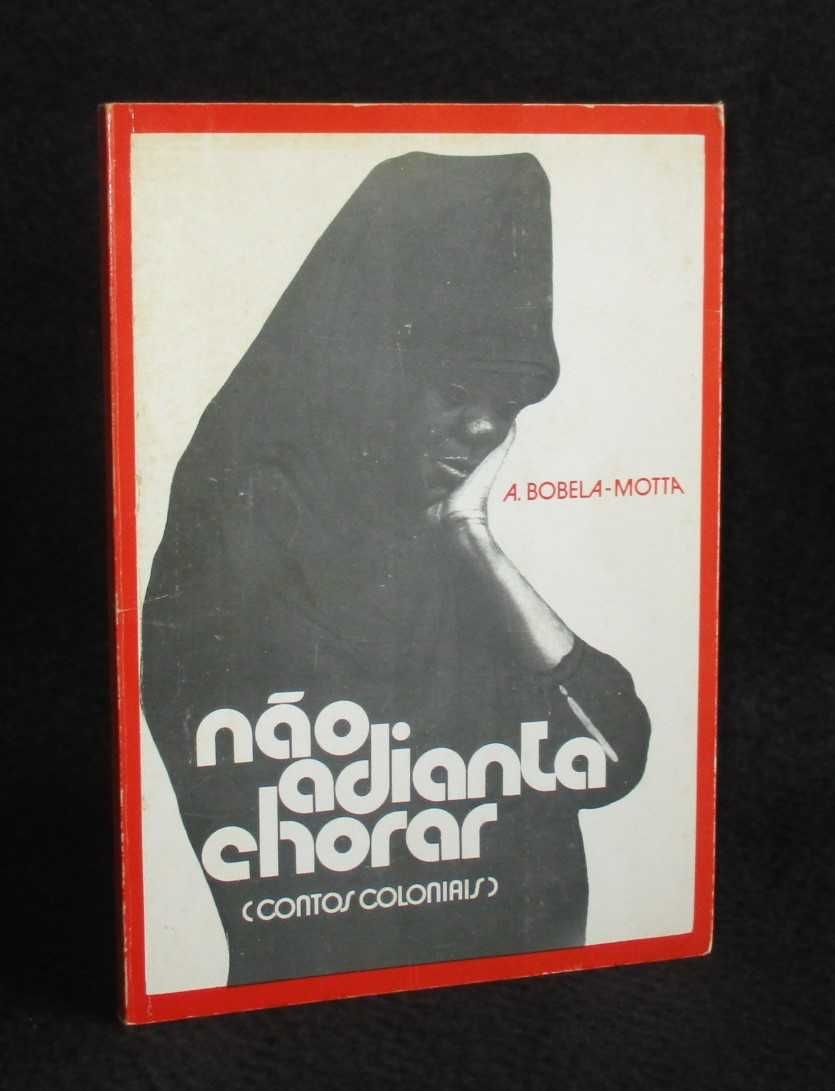 A. BOBELA-MOTTA
não
adianta
chorar
(CONTOS COLONIAIS)